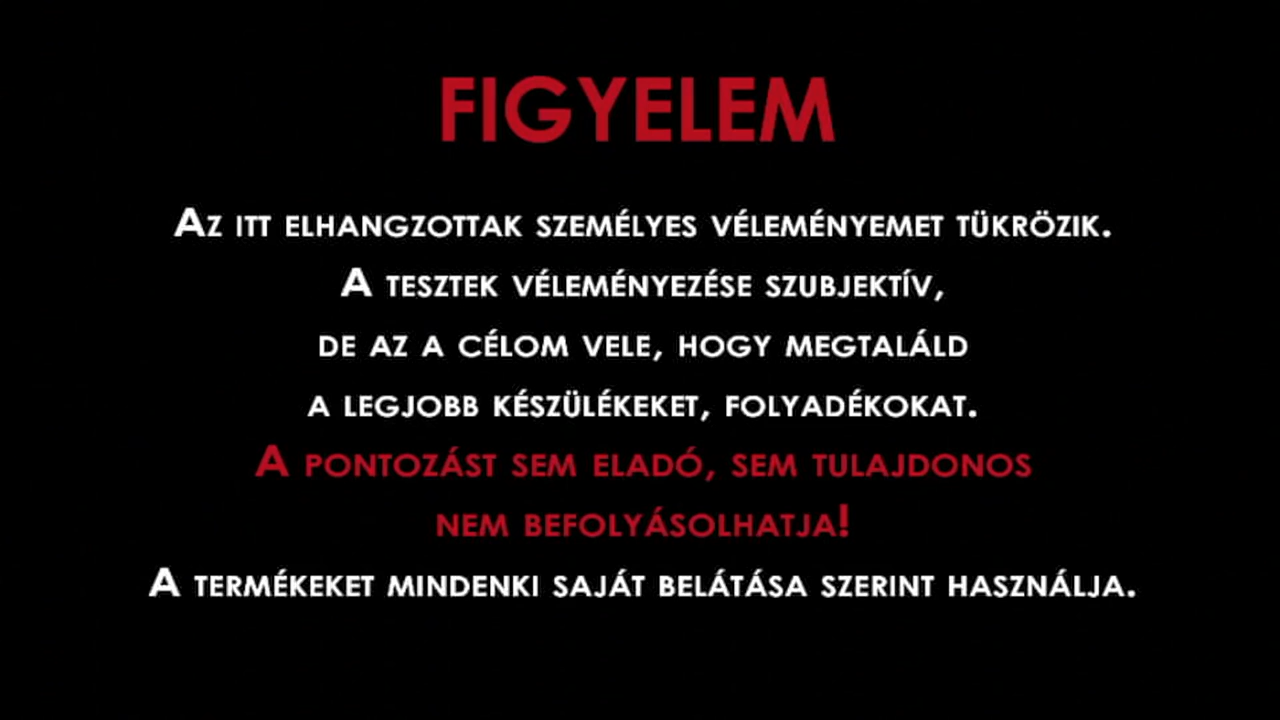 FIGYELEM
Az itt elhangzottak személyes véleményemet tükrözik.
A tesztek véleményezése szubjektív,
de az a célom vele, hogy megtaláld
a legjobb készülékeket, folyadékokat.
A pontozást sem eladó, sem tulajdonos
nem befolyásolhatja!
A termékeket mindenki saját belátása szerint használja.